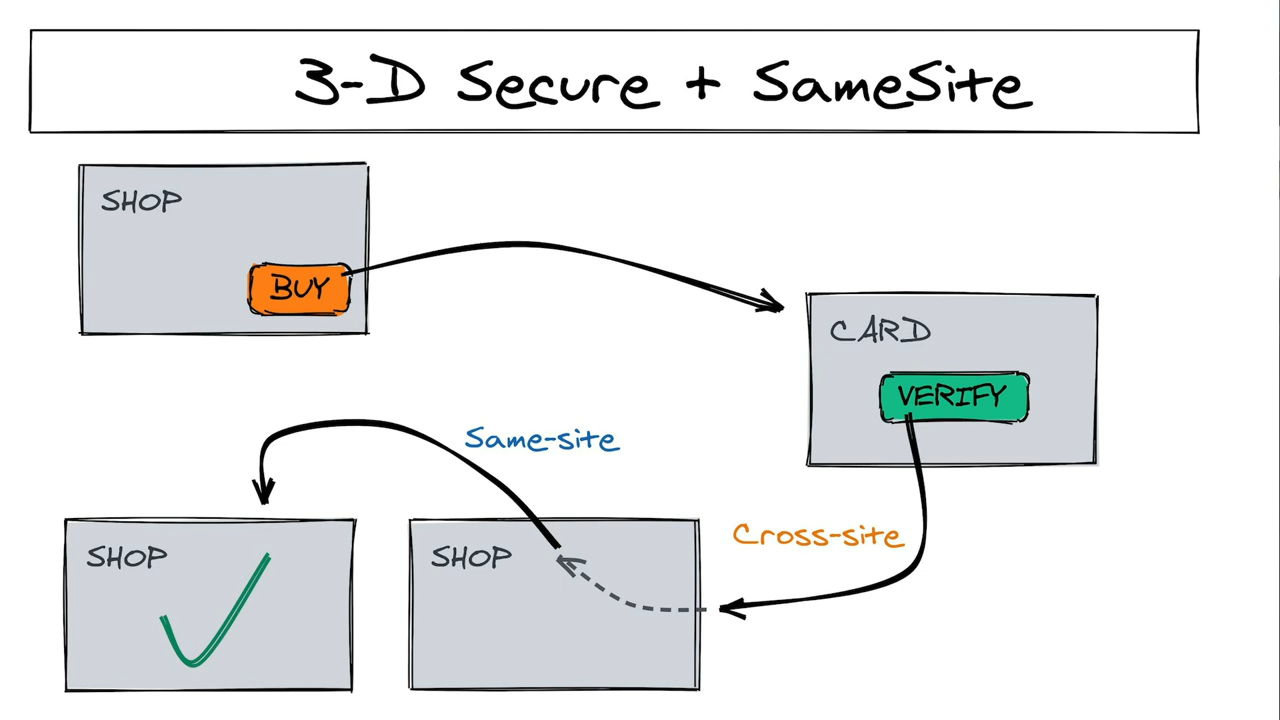 3-D Secure + SameSite
SHOP
BUY
CARD
VERIFY
Same-site
Cross-site
SHOP
SHOP